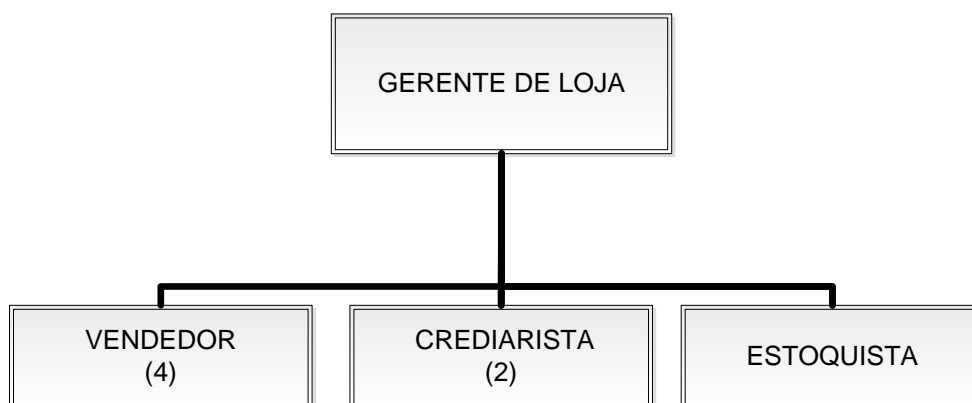 GERENTE DE LOJA
VENDEDOR
(4)
CREDIARISTA
(2)
ESTOQUISTA